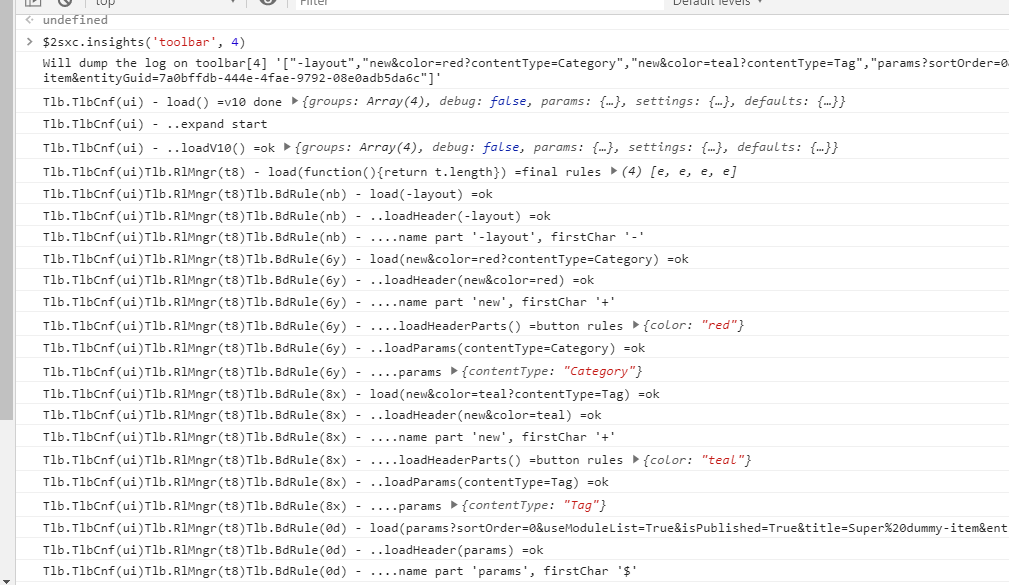 top Filter Default levels
undefined
$2sxc.insights('toolbar', 4)
Will dump the log on toolbar[4] '["-layout","new&color=red?contentType=Category","new&color=teal?contentType=Tag","params?sortOrder=0&
item&entityGuid=7a0bffdb-444e-4fae-9792-08e0adb5da6c"]'
Tlb.TlbCnf(ui) - load() =v10 done {groups: Array(4), debug: false, params: {…}, settings: {…}, defaults: {…}}
Tlb.TlbCnf(ui) - ..expand start
Tlb.TlbCnf(ui) - ..loadV10() =ok {groups: Array(4), debug: false, params: {…}, settings: {…}, defaults: {…}}
Tlb.TlbCnf(ui)Tlb.RlMngr(t8) - load(function(){return t.length}) =final rules (4) [e, e, e, e]
Tlb.TlbCnf(ui)Tlb.RlMngr(t8)Tlb.BdRule(nb) - load(-layout) =ok
Tlb.TlbCnf(ui)Tlb.RlMngr(t8)Tlb.BdRule(nb) - ..loadHeader(-layout) =ok
Tlb.TlbCnf(ui)Tlb.RlMngr(t8)Tlb.BdRule(nb) - ....name part '-layout', firstChar '-'
Tlb.TlbCnf(ui)Tlb.RlMngr(t8)Tlb.BdRule(6y) - load(new&color=red?contentType=Category) =ok
Tlb.TlbCnf(ui)Tlb.RlMngr(t8)Tlb.BdRule(6y) - ..loadHeader(new&color=red) =ok
Tlb.TlbCnf(ui)Tlb.RlMngr(t8)Tlb.BdRule(6y) - ....name part 'new', firstChar '+'
Tlb.TlbCnf(ui)Tlb.RlMngr(t8)Tlb.BdRule(6y) - ....loadHeaderParts() =button rules {color: "red"}
Tlb.TlbCnf(ui)Tlb.RlMngr(t8)Tlb.BdRule(6y) - ..loadParams(contentType=Category) =ok
Tlb.TlbCnf(ui)Tlb.RlMngr(t8)Tlb.BdRule(6y) - ....params {contentType: "Category"}
Tlb.TlbCnf(ui)Tlb.RlMngr(t8)Tlb.BdRule(8x) - load(new&color=teal?contentType=Tag) =ok
Tlb.TlbCnf(ui)Tlb.RlMngr(t8)Tlb.BdRule(8x) - ..loadHeader(new&color=teal) =ok
Tlb.TlbCnf(ui)Tlb.RlMngr(t8)Tlb.BdRule(8x) - ....name part 'new', firstChar '+'
Tlb.TlbCnf(ui)Tlb.RlMngr(t8)Tlb.BdRule(8x) - ....loadHeaderParts() =button rules {color: "teal"}
Tlb.TlbCnf(ui)Tlb.RlMngr(t8)Tlb.BdRule(8x) - ..loadParams(contentType=Tag) =ok
Tlb.TlbCnf(ui)Tlb.RlMngr(t8)Tlb.BdRule(8x) - ....params {contentType: "Tag"}
Tlb.TlbCnf(ui)Tlb.RlMngr(t8)Tlb.BdRule(0d) - load(params?sortOrder=0&useModuleList=True&isPublished=True&title=Super%20dummy-item&ent
Tlb.TlbCnf(ui)Tlb.RlMngr(t8)Tlb.BdRule(0d) - ..loadHeader(params) =ok
Tlb.TlbCnf(ui)Tlb.RlMngr(t8)Tlb.BdRule(0d) - ....name part 'params', firstChar '$'